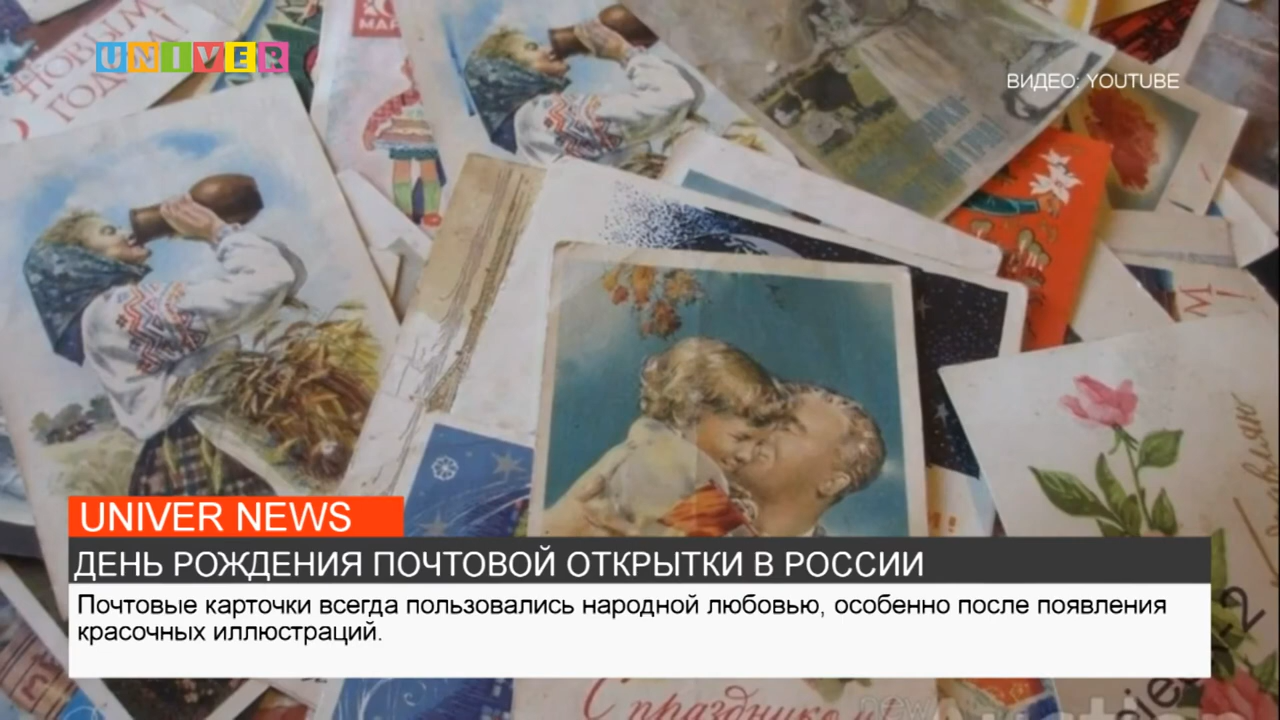 НОВЫМ
ГОДОМ!
МАР
UNIVER
ВИДЕО: YOUTUBE
UNIVER NEWS
ДЕНЬ РОЖДЕНИЯ ПОЧТОВОЙ ОТКРЫТКИ В РОССИИ
Почтовые карточки всегда пользовались народной любовью, особенно после появления
красочных иллюстраций.
С праздником!